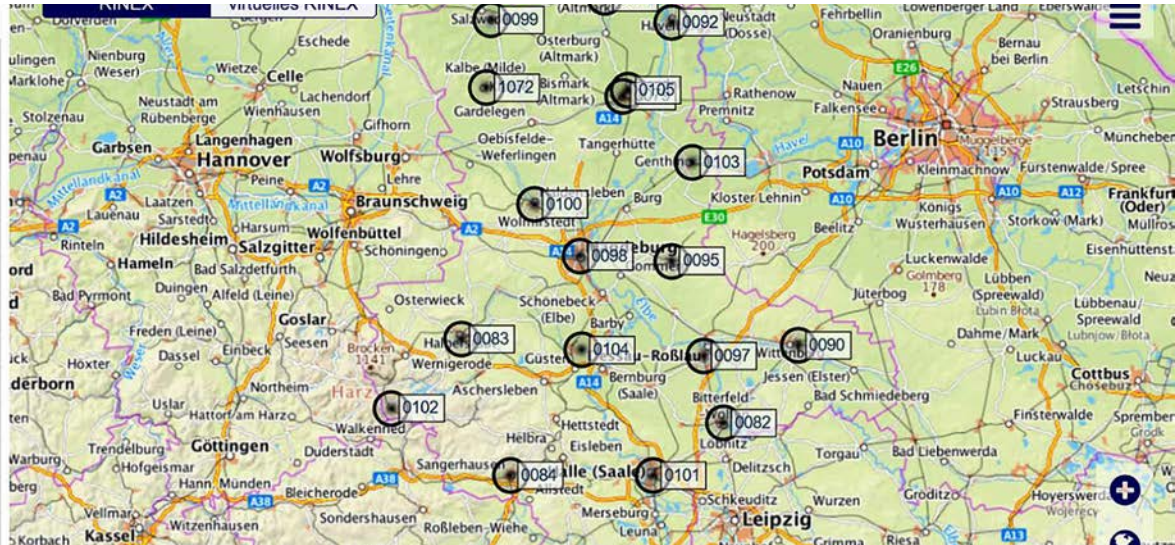 RINEX
virtuelles RINEX
Eschede
Nienburg
(Weser)
Wietze
Celle
Lachendorf
Wienhausen
Neustadt am
Rübenberge
Stolzenau
Garbsen
Langenhagen
Hannover
Gifhorn
Wolfsburg
Oebisfelde-
-Weferlingen
Kalbe (Milde)
Gardelegen
Bismark
(Altmark)
Osterburg
(Altmark)
0099
1072
0105
0092
Neustadt
(Dosse)
Fehrbellin
Löwenberger Land
Oranienburg
Bernau
bei Berlin
E26
Nauen
Falkensee
Rathenow
Premnitz
A14
Tangerhütte
0103
Havel
Berlin
Potsdam
A10
Müggelberge
115
Kleinmachnow
Strausberg
Letschin
Fürstenwalde/Spree
A12
Frankfurt
(Oder)
Mittellandkanal
A2
Lauenau
Laatzen
Sarstedt
Peine
Lehre
Braunschweig
Rinteln
Hameln
Hildesheim
Harsum
Salzgitter
Wolfenbüttel
Schöningen
A2
0100
Wolmirstedt
Burg
E30
Kloster Lehnin
A10
Beelitz
Königs
Wusterhausen
Storkow (Mark)
Hagelsberg
200
0098
0095
Luckenwalde
Golmberg
178
Jüterbog
Lübben
(Spreewald)
Lubin Błota
Lübbenau/
Spreewald
Bad Pyrmont
Duingen
Bad Salzdetfurth
Alfeld (Leine)
Freden (Leine)
Höxter
Dassel
Einbeck
Seesen
Goslar
Brocken
1141
Harz
Osterwieck
Wernigerode
0083
Schönebeck
(Elbe)
Barby
Elbe
0104
Aschersleben
A14
Bernburg
(Saale)
0097
0090
Jessen (Elster)
Bad Schmiedeberg
Dahme/Mark
Luckau
Cottbus
Uslar
Northeim
Hattorf am Harz
Walkenried
0102
Hettstedt
Helbra
Eisleben
Bitterfeld-
0082
Löbnitz
Delitzsch
Torgau
Bad Liebenwerda
Finsterwalde
Trendelburg
Hofgeismar
Göttingen
Duderstadt
Hann. Münden
A38
Bleicherode
A38
Sangerhausen
0084
Allstedt
0101
Merseburg
Leuna
Schkeuditz
Leipzig
Wurzen
Grimma
Riesa
Gröditz
A13
Vellmar
Kassel
Witzenhausen
Sondershausen
Roßleben-Wiehe
Korbach